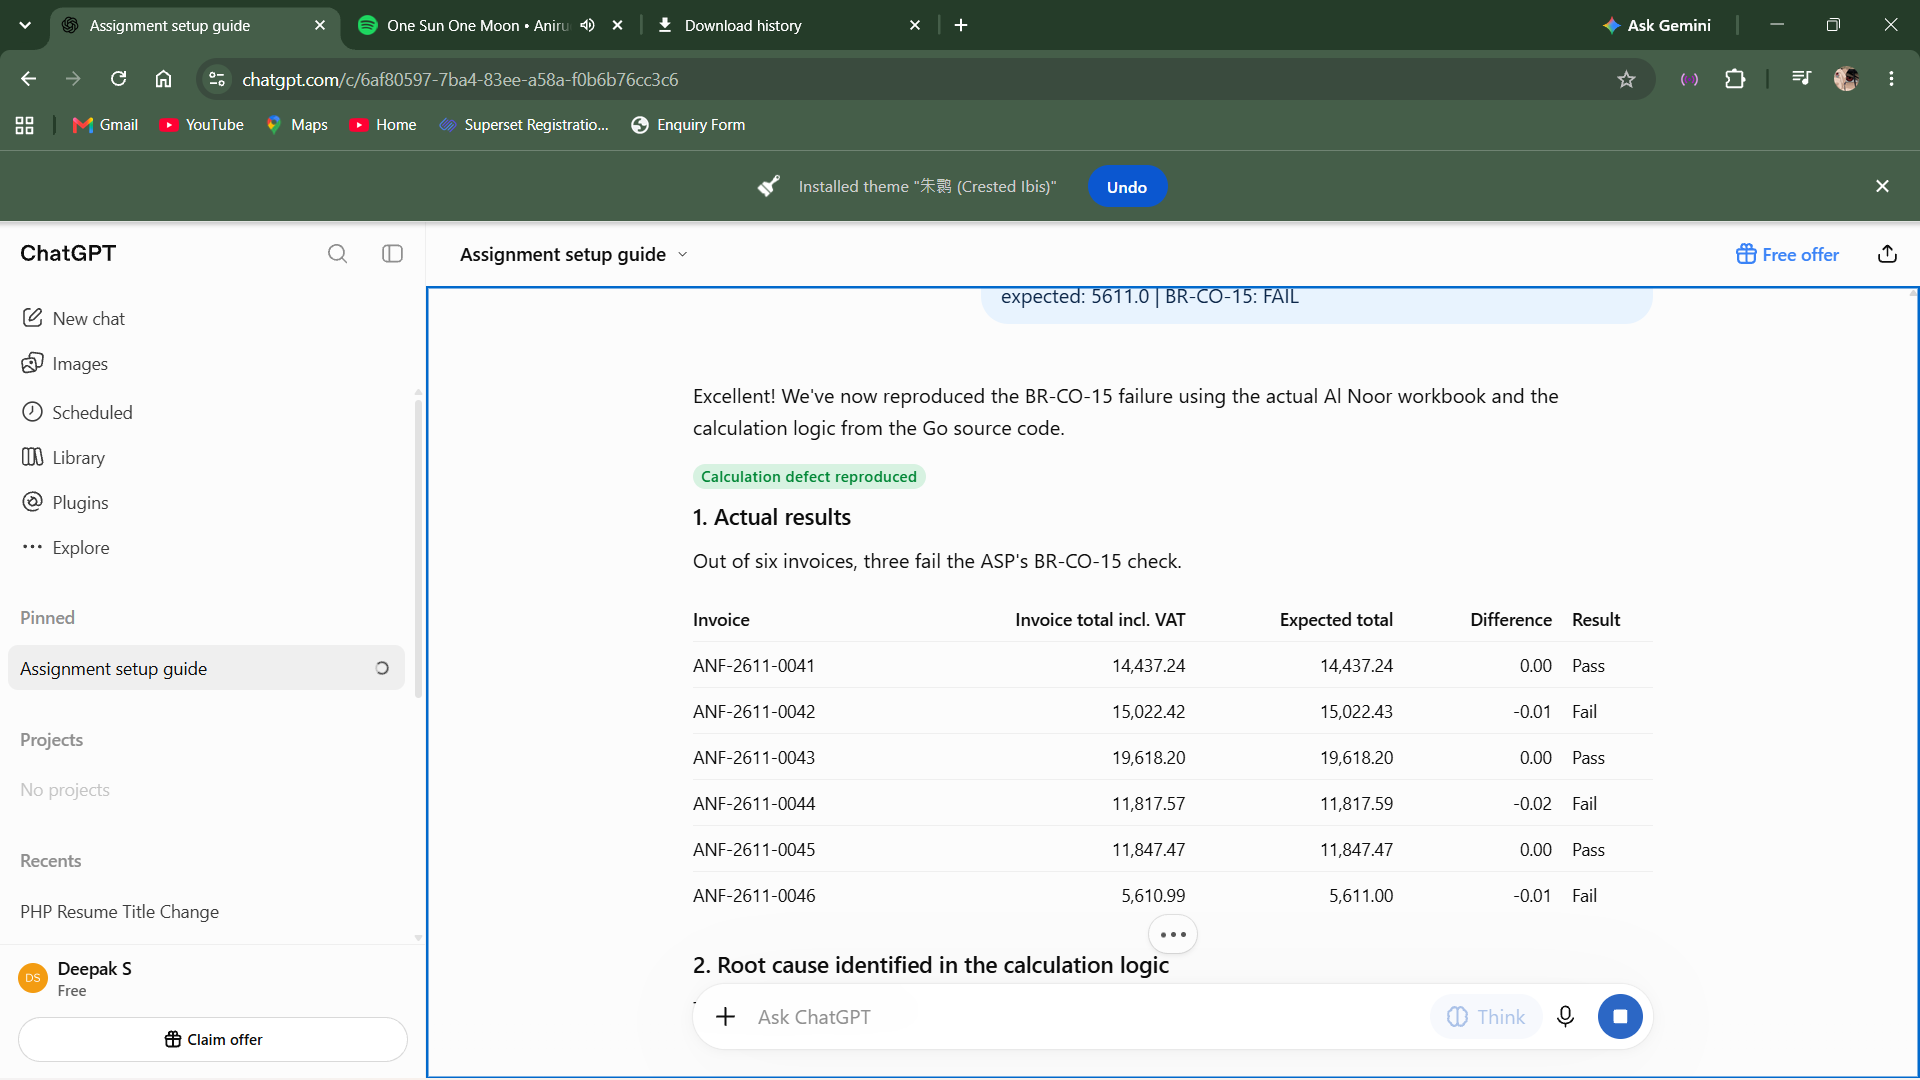 Assignment setup guide
One Sun One Moon • Aniru
Download history
Ask Gemini
chatgpt.com/c/6af80597-7ba4-83ee-a58a-f0b6b76cc3c6
Gmail
YouTube
Maps
Home
Superset Registratio...
Enquiry Form
Installed theme "朱鹮 (Crested Ibis)"
Undo
ChatGPT
New chat
Images
Scheduled
Library
Plugins
Explore
Pinned
Assignment setup guide
Projects
No projects
Recents
PHP Resume Title Change
DS
Deepak S
Free
Claim offer
Assignment setup guide
Free offer
expected: 5611.0 | BR-CO-15: FAIL
Excellent! We've now reproduced the BR-CO-15 failure using the actual Al Noor workbook and the
calculation logic from the Go source code.
Calculation defect reproduced
1. Actual results
Out of six invoices, three fail the ASP's BR-CO-15 check.
Invoice Invoice total incl. VAT Expected total Difference Result
ANF-2611-0041 14,437.24 14,437.24 0.00 Pass
ANF-2611-0042 15,022.42 15,022.43 -0.01 Fail
ANF-2611-0043 19,618.20 19,618.20 0.00 Pass
ANF-2611-0044 11,817.57 11,817.59 -0.02 Fail
ANF-2611-0045 11,847.47 11,847.47 0.00 Pass
ANF-2611-0046 5,610.99 5,611.00 -0.01 Fail
2. Root cause identified in the calculation logic
Ask ChatGPT
Think